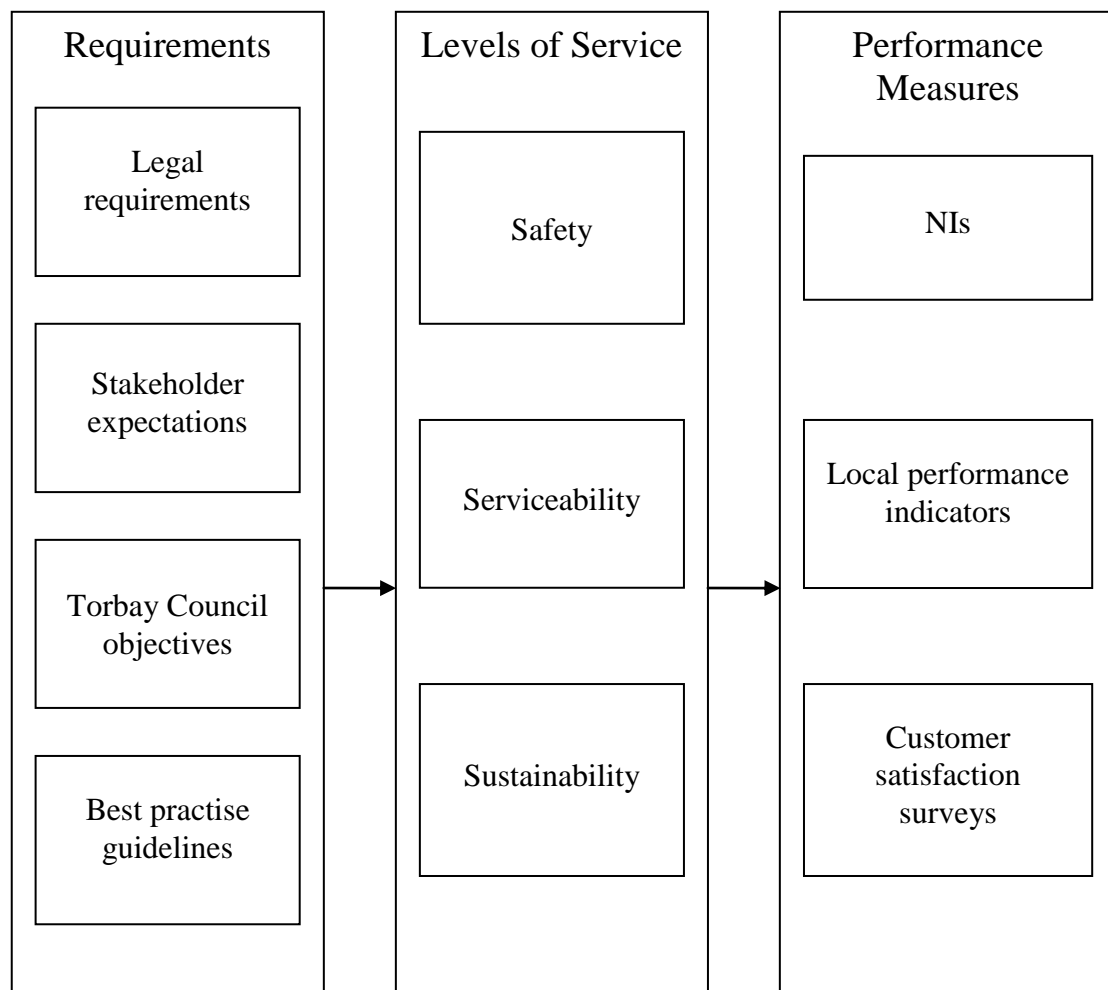 Requirements
Legal
requirements
Stakeholder
expectations
Torbay Council
objectives
Best practise
guidelines
Levels of Service
Safety
Serviceability
Sustainability
Performance
Measures
NIs
Local performance
indicators
Customer
satisfaction
surveys